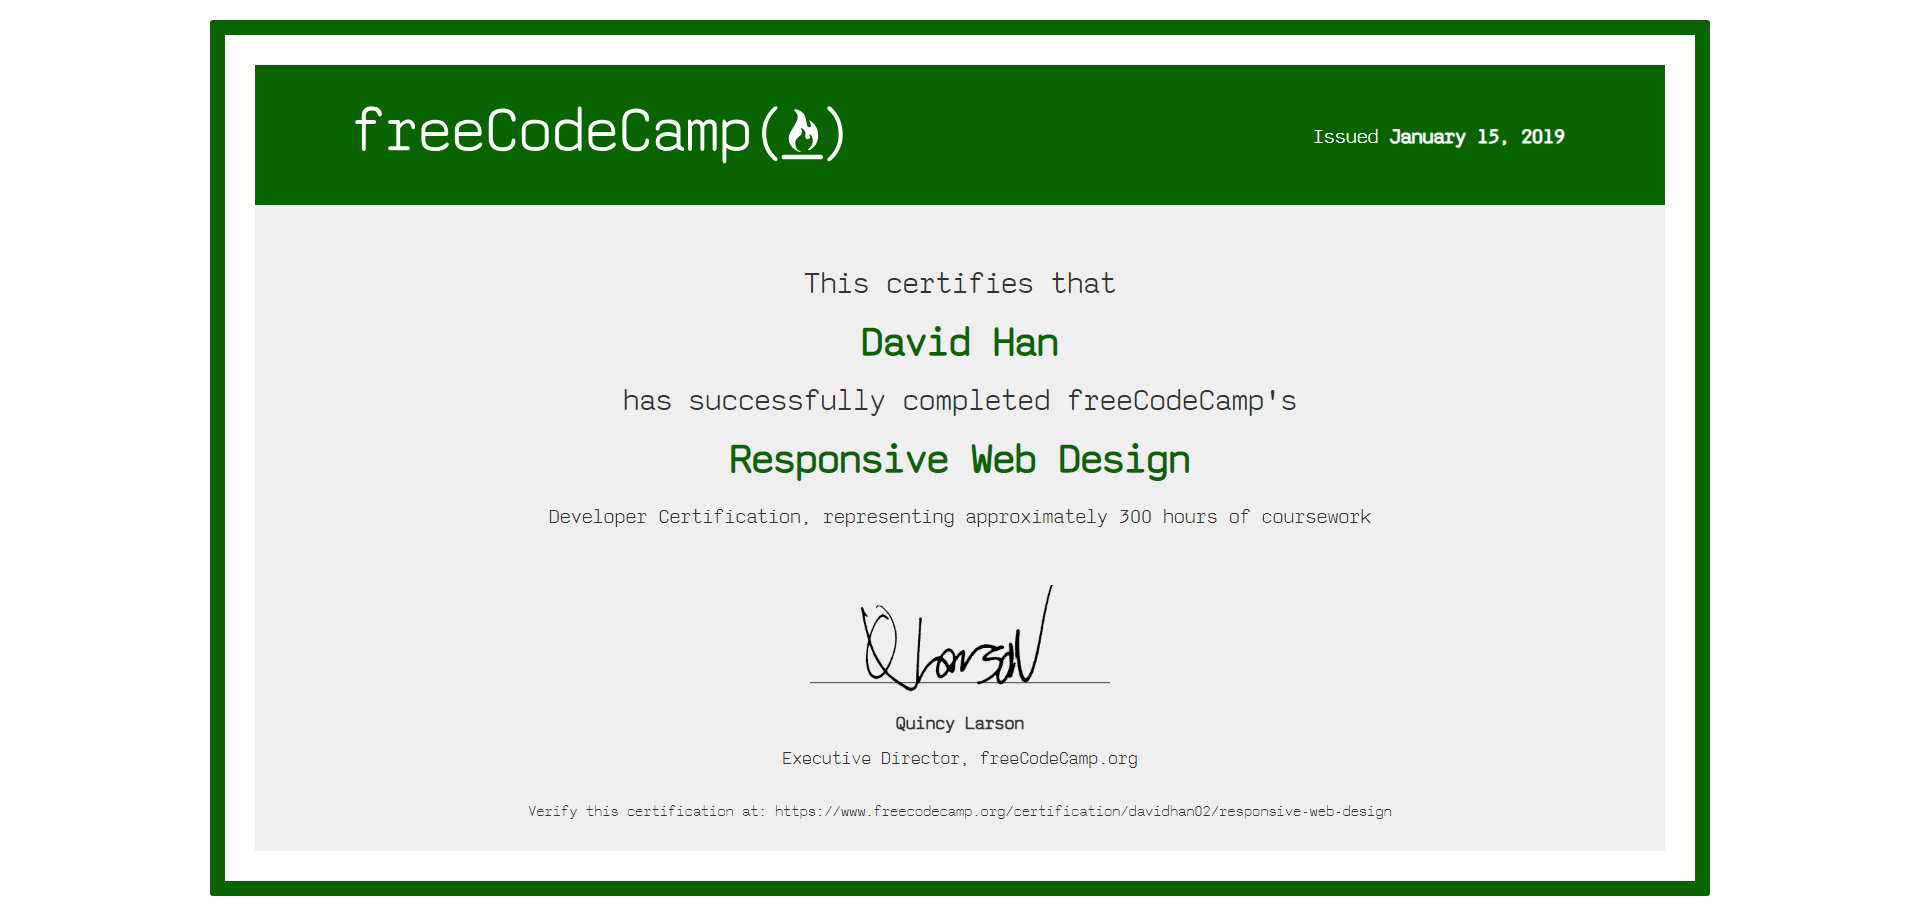 freeCodeCamp(🔥)
Issued January 15, 2019
This certifies that
David Han
has successfully completed freeCodeCamp's
Responsive Web Design
Developer Certification, representing approximately 300 hours of coursework
QLarson
Quincy Larson
Executive Director, freeCodeCamp.org
Verify this certification at: https://www.freecodecamp.org/certification/davidhan02/responsive-web-design